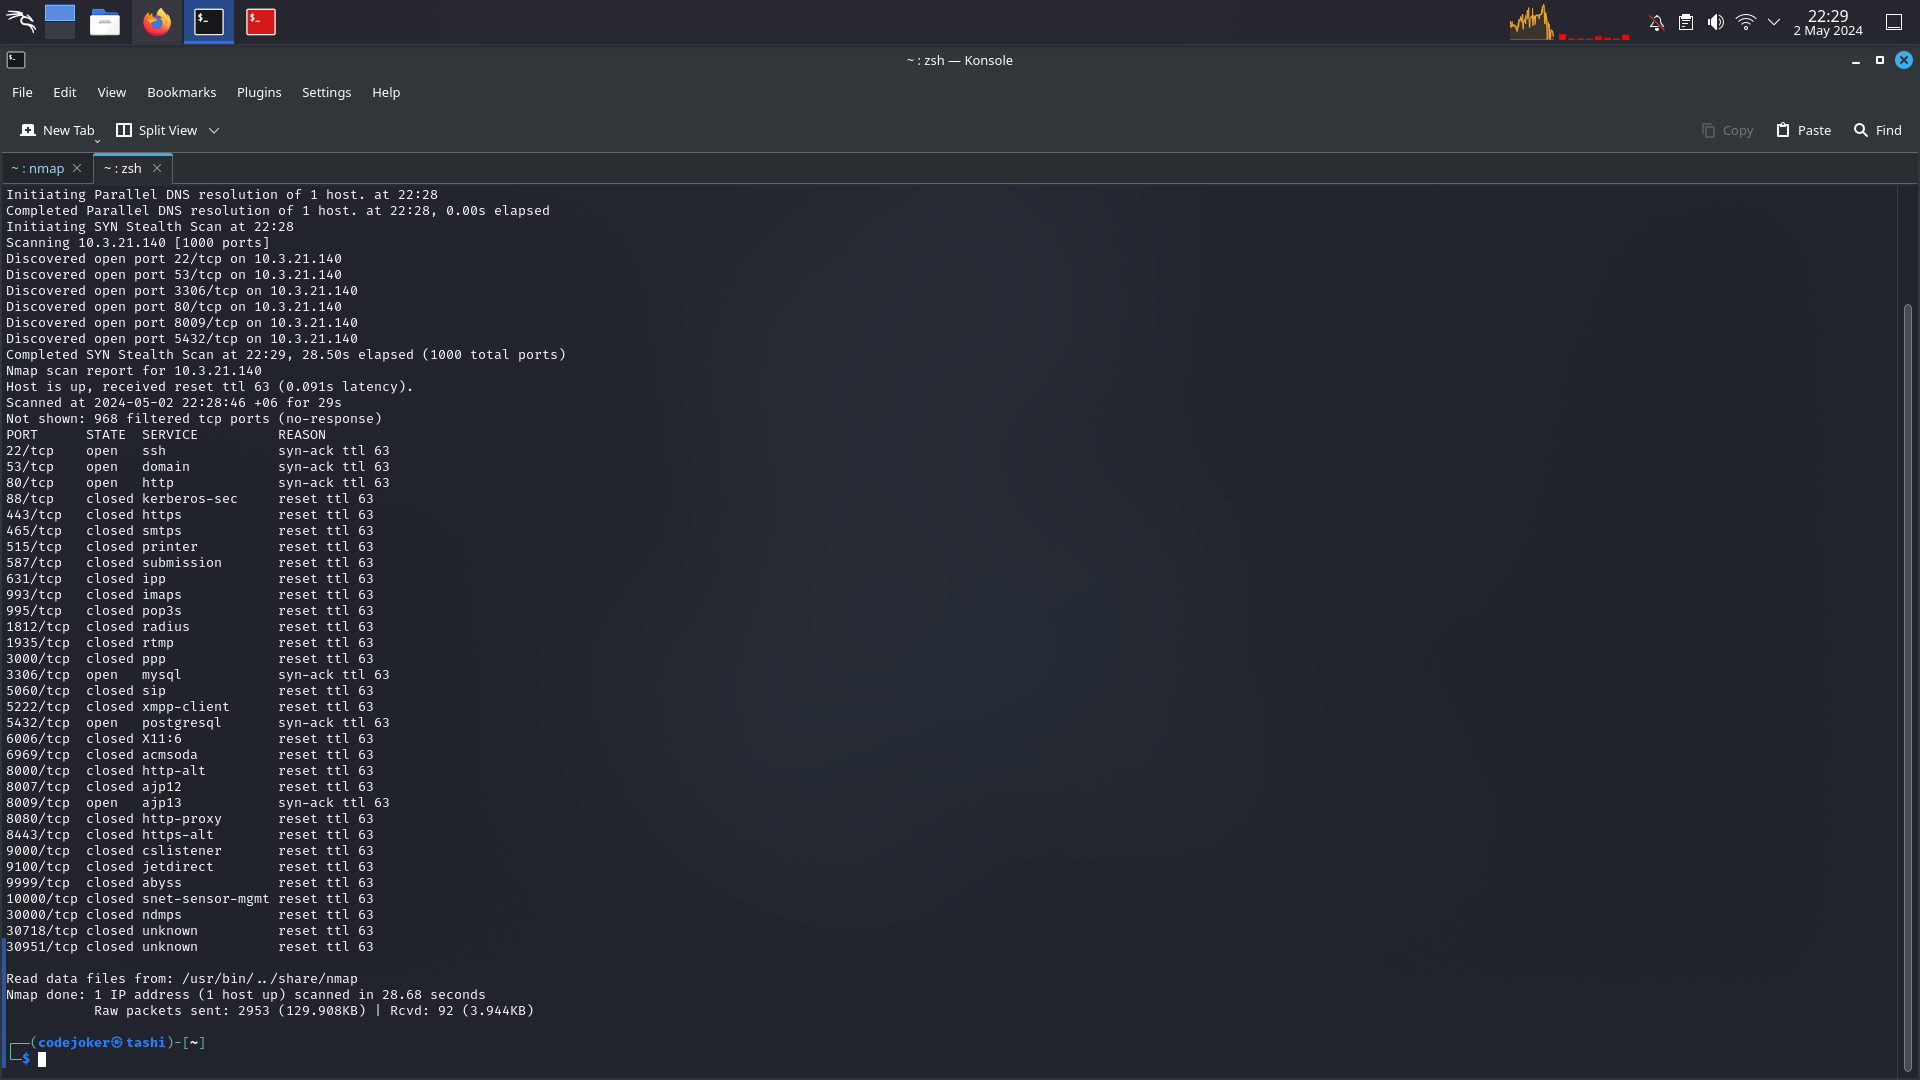 22:29
2 May 2024
~ : zsh — Konsole
File Edit View Bookmarks Plugins Settings Help
New Tab Split View Copy Paste Find
~ : nmap ~ : zsh
Initiating Parallel DNS resolution of 1 host. at 22:28
Completed Parallel DNS resolution of 1 host. at 22:28, 0.00s elapsed
Initiating SYN Stealth Scan at 22:28
Scanning 10.3.21.140 [1000 ports]
Discovered open port 22/tcp on 10.3.21.140
Discovered open port 53/tcp on 10.3.21.140
Discovered open port 3306/tcp on 10.3.21.140
Discovered open port 80/tcp on 10.3.21.140
Discovered open port 8009/tcp on 10.3.21.140
Discovered open port 5432/tcp on 10.3.21.140
Completed SYN Stealth Scan at 22:29, 28.50s elapsed (1000 total ports)
Nmap scan report for 10.3.21.140
Host is up, received reset ttl 63 (0.091s latency).
Scanned at 2024-05-02 22:28:46 +06 for 29s
Not shown: 968 filtered tcp ports (no-response)
PORT      STATE  SERVICE          REASON
22/tcp    open   ssh              syn-ack ttl 63
53/tcp    open   domain           syn-ack ttl 63
80/tcp    open   http             syn-ack ttl 63
88/tcp    closed kerberos-sec     reset ttl 63
443/tcp   closed https            reset ttl 63
465/tcp   closed smtps            reset ttl 63
515/tcp   closed printer          reset ttl 63
587/tcp   closed submission       reset ttl 63
631/tcp   closed ipp              reset ttl 63
993/tcp   closed imaps            reset ttl 63
995/tcp   closed pop3s            reset ttl 63
1812/tcp  closed radius           reset ttl 63
1935/tcp  closed rtmp             reset ttl 63
3000/tcp  closed ppp              reset ttl 63
3306/tcp  open   mysql            syn-ack ttl 63
5060/tcp  closed sip              reset ttl 63
5222/tcp  closed xmpp-client      reset ttl 63
5432/tcp  open   postgresql       syn-ack ttl 63
6006/tcp  closed X11:6            reset ttl 63
6969/tcp  closed acmsoda          reset ttl 63
8000/tcp  closed http-alt         reset ttl 63
8007/tcp  closed ajp12            reset ttl 63
8009/tcp  open   ajp13            syn-ack ttl 63
8080/tcp  closed http-proxy       reset ttl 63
8443/tcp  closed https-alt        reset ttl 63
9000/tcp  closed cslistener       reset ttl 63
9100/tcp  closed jetdirect        reset ttl 63
9999/tcp  closed abyss            reset ttl 63
10000/tcp closed snet-sensor-mgmt reset ttl 63
30000/tcp closed ndmps            reset ttl 63
30718/tcp closed unknown          reset ttl 63
30951/tcp closed unknown          reset ttl 63
Read data files from: /usr/bin/../share/nmap
Nmap done: 1 IP address (1 host up) scanned in 28.68 seconds
Raw packets sent: 2953 (129.908KB) | Rcvd: 92 (3.944KB)
┌──(codejoker㉿tashi)-[~]
└─$